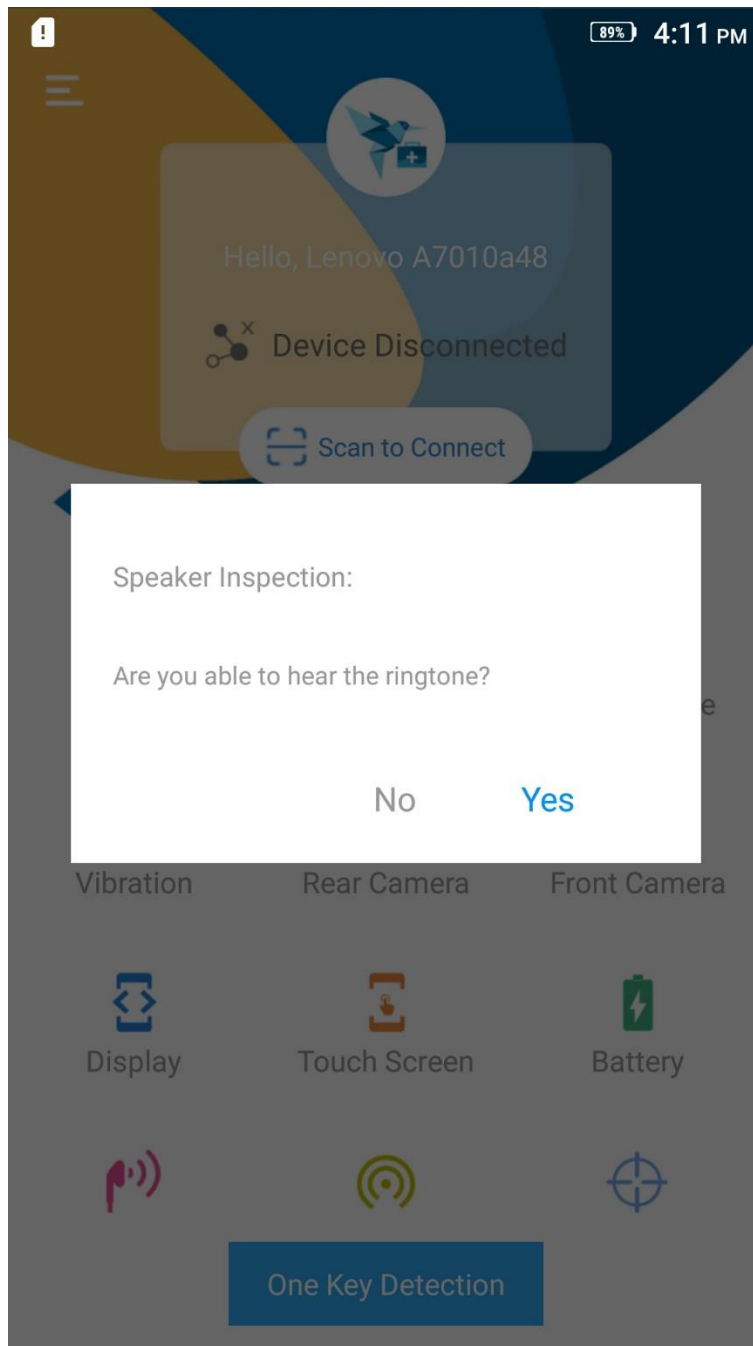 89% 4:11 PM
Hello, Lenovo A7010a48
Device Disconnected
Scan to Connect
Speaker Inspection:
Are you able to hear the ringtone?
e
No Yes
Vibration Rear Camera Front Camera
Display Touch Screen Battery
One Key Detection